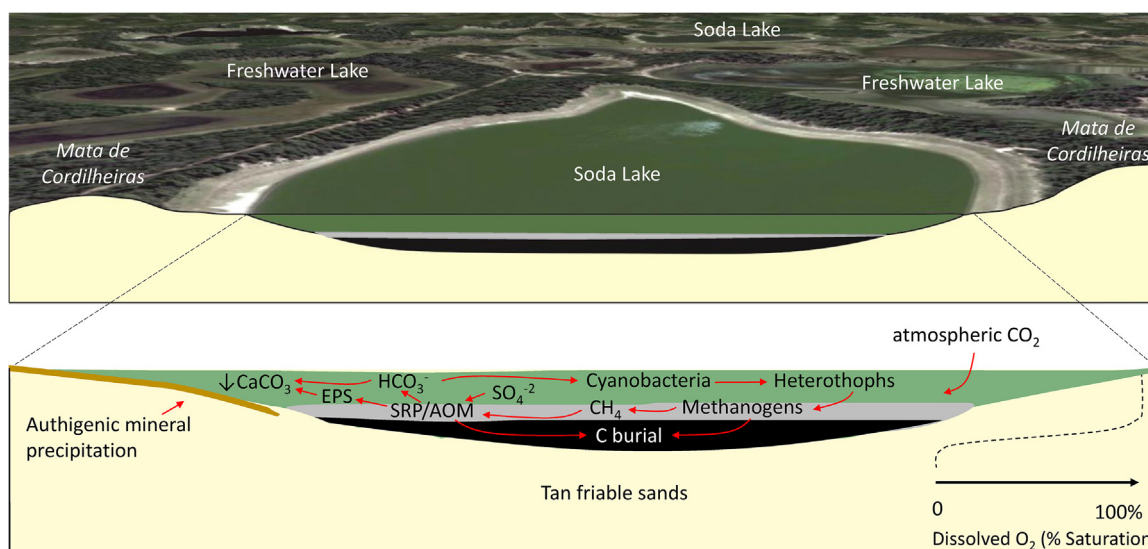 Soda Lake
Freshwater Lake
Freshwater Lake
Mata de
Cordilheiras
Mata de
Cordilheiras
Soda Lake
atmospheric CO₂
↓CaCO₃
HCO₃⁻
Cyanobacteria
Heterothophs
EPS
SO₄⁻²
SRP/AOM
CH₄
Methanogens
Authigenic mineral
precipitation
C burial
Tan friable sands
0
100%
Dissolved O₂ (% Saturation